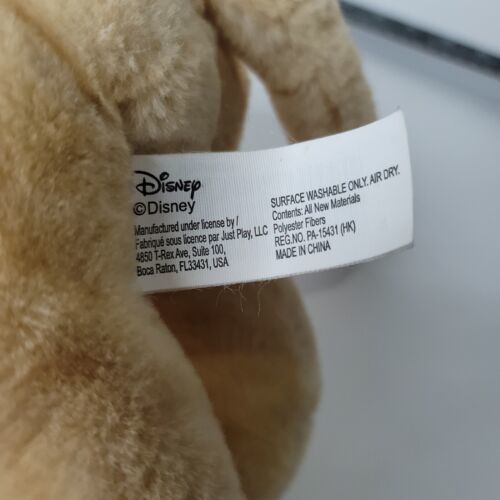 Disney
©Disney
Manufactured under license by /
Fabriqué sous licence par Just Play, LLC
4850 T-Rex Ave, Suite 100,
Boca Raton, FL33431, USA
SURFACE WASHABLE ONLY. AIR DRY.
Contents: All New Materials
Polyester Fibers
REG.NO. PA-15431 (HK)
MADE IN CHINA